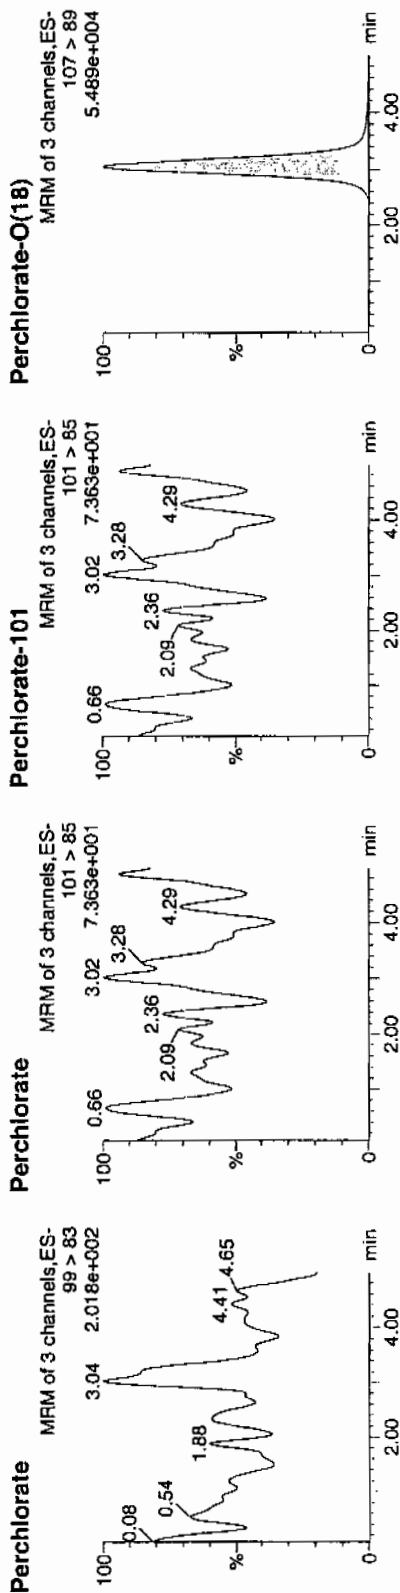 Perchlorate
MRM of 3 channels,ES-
99 > 83
2.018e+002
100
%
0
0.08
0.54
1.88
3.04
4.41
4.65
2.00
4.00
min
Perchlorate
MRM of 3 channels,ES-
101 > 85
7.363e+001
100
%
0
0.66
2.09
2.36
3.02
3.28
4.29
2.00
4.00
min
Perchlorate-101
MRM of 3 channels,ES-
101 > 85
7.363e+001
100
%
0
0.66
2.09
2.36
3.02
3.28
4.29
2.00
4.00
min
Perchlorate-O(18)
MRM of 3 channels,ES-
107 > 89
5.489e+004
100
%
0
2.00
4.00
min